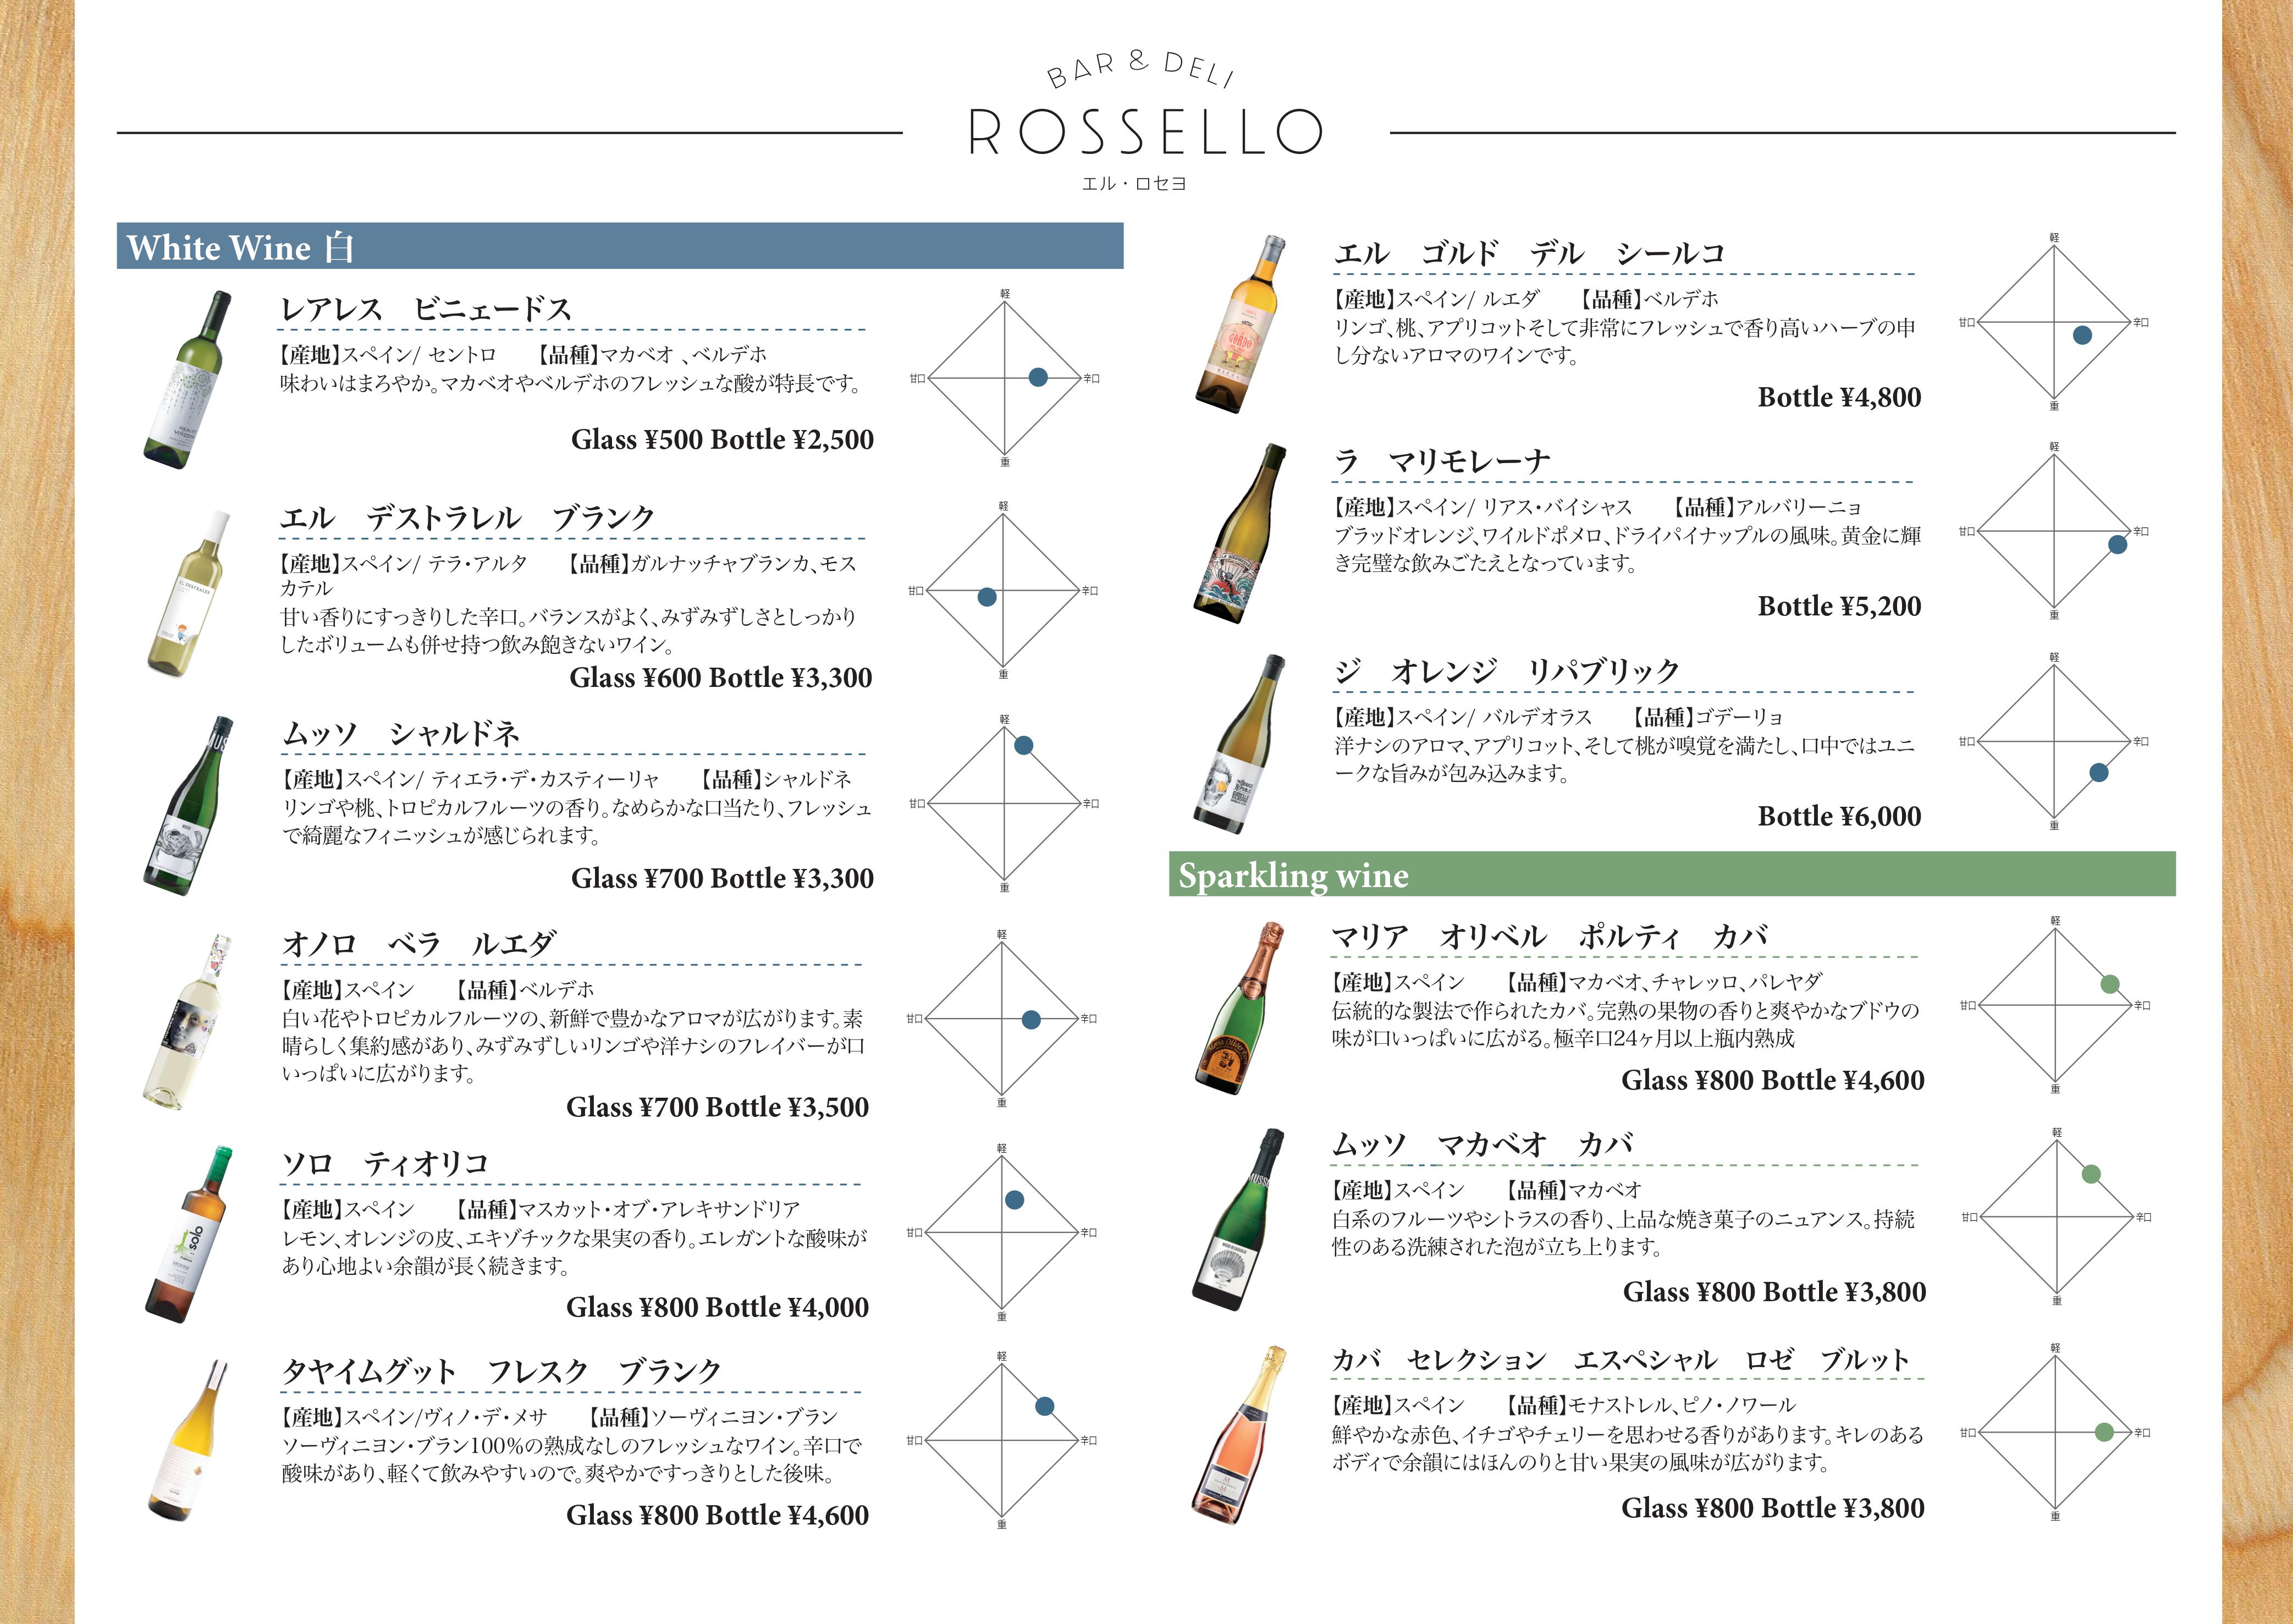 BAR & DELI
ROSSELLO
エル・ロセヨ
White Wine 白
レアレス　ビニェードス
【産地】スペイン/ セントロ　【品種】マカベオ 、ベルデホ
味わいはまろやか。マカベオやベルデホのフレッシュな酸が特長です。
Glass ¥500 Bottle ¥2,500
軽
甘口
辛口
重
エル　デストラレル　ブランク
【産地】スペイン/ テラ・アルタ　【品種】ガルナッチャブランカ、モス
カテル
甘い香りにすっきりした辛口。バランスがよく、みずみずしさとしっかり
したボリュームも併せ持つ飲み飽きないワイン。
Glass ¥600 Bottle ¥3,300
軽
甘口
辛口
重
ムッソ　シャルドネ
【産地】スペイン/ ティエラ・デ・カスティーリャ　【品種】シャルドネ
リンゴや桃、トロピカルフルーツの香り。なめらかな口当たり、フレッシュ
で綺麗なフィニッシュが感じられます。
Glass ¥700 Bottle ¥3,300
軽
甘口
辛口
重
オノロ　ベラ　ルエダ
【産地】スペイン　【品種】ベルデホ
白い花やトロピカルフルーツの、新鮮で豊かなアロマが広がります。素
晴らしく集約感があり、みずみずしいリンゴや洋ナシのフレイバーが口
いっぱいに広がります。
Glass ¥700 Bottle ¥3,500
軽
甘口
辛口
重
ソロ　ティオリコ
【産地】スペイン　【品種】マスカット・オブ・アレキサンドリア
レモン、オレンジの皮、エキゾチックな果実の香り。エレガントな酸味が
あり心地よい余韻が長く続きます。
Glass ¥800 Bottle ¥4,000
solo
軽
甘口
辛口
重
タヤイムグット　フレスク　ブランク
【産地】スペイン/ヴィノ・デ・メサ　【品種】ソーヴィニヨン・ブラン
ソーヴィニヨン・ブラン100%の熟成なしのフレッシュなワイン。辛口で
酸味があり、軽くて飲みやすいので。爽やかですっきりとした後味。
Glass ¥800 Bottle ¥4,600
軽
甘口
辛口
重
エル　ゴルド　デル　シールコ
【産地】スペイン/ ルエダ　【品種】ベルデホ
リンゴ、桃、アプリコットそして非常にフレッシュで香り高いハーブの申
し分ないアロマのワインです。
Bottle ¥4,800
GORDO
軽
甘口
辛口
重
ラ　マリモレーナ
【産地】スペイン/ リアス・バイシャス　【品種】アルバリーニョ
ブラッドオレンジ、ワイルドポメロ、ドライパイナップルの風味。黄金に輝
き完璧な飲みごたえとなっています。
Bottle ¥5,200
軽
甘口
辛口
重
ジ　オレンジ　リパブリック
【産地】スペイン/ バルデオラス　【品種】ゴデーリョ
洋ナシのアロマ、アプリコット、そして桃が嗅覚を満たし、口中ではユニ
ークな旨みが包み込みます。
Bottle ¥6,000
軽
甘口
辛口
重
Sparkling wine
マリア　オリベル　ポルティ　カバ
【産地】スペイン　【品種】マカベオ、チャレッロ、パレヤダ
伝統的な製法で作られたカバ。完熟の果物の香りと爽やかなブドウの
味が口いっぱいに広がる。極辛口24ヶ月以上瓶内熟成
Glass ¥800 Bottle ¥4,600
軽
甘口
辛口
重
ムッソ　マカベオ　カバ
【産地】スペイン　【品種】マカベオ
白系のフルーツやシトラスの香り、上品な焼き菓子のニュアンス。持続
性のある洗練された泡が立ち上ります。
Glass ¥800 Bottle ¥3,800
軽
甘口
辛口
重
カバ　セレクション　エスペシャル　ロゼ　ブルット
【産地】スペイン　【品種】モナストレル、ピノ・ノワール
鮮やかな赤色、イチゴやチェリーを思わせる香りがあります。キレのある
ボディで余韻にはほんのりと甘い果実の風味が広がります。
Glass ¥800 Bottle ¥3,800
軽
甘口
辛口
重